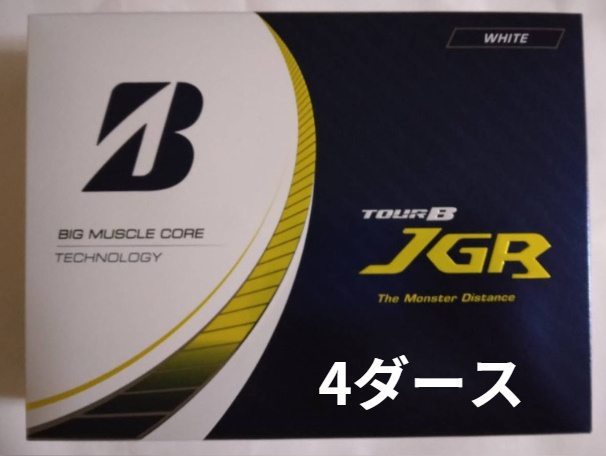 WHITE
B
BIG MUSCLE CORE
TECHNOLOGY
TOUR B
JGR
The Monster Distance
4ダース